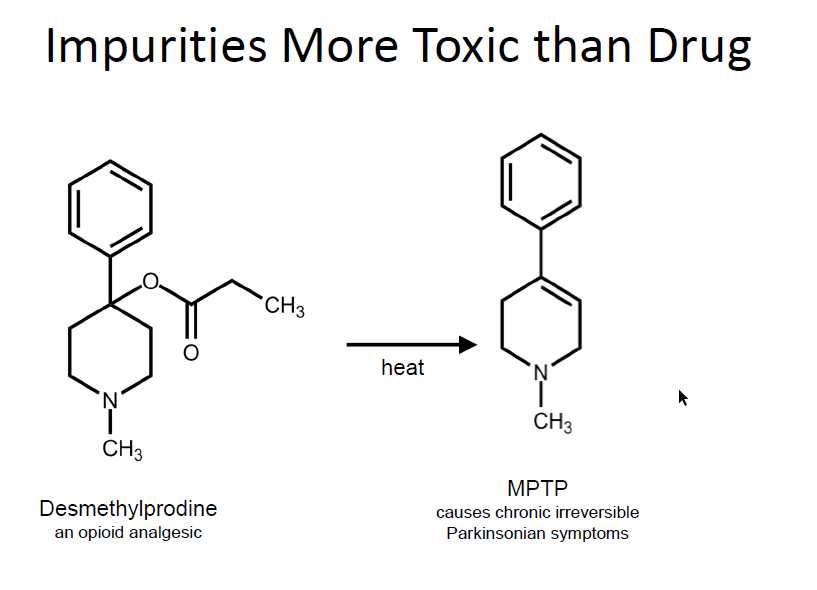 Impurities More Toxic than Drug
O
CH3
O
N
CH3
heat
N
CH3
Desmethylprodine
an opioid analgesic
MPTP
causes chronic irreversible
Parkinsonian symptoms